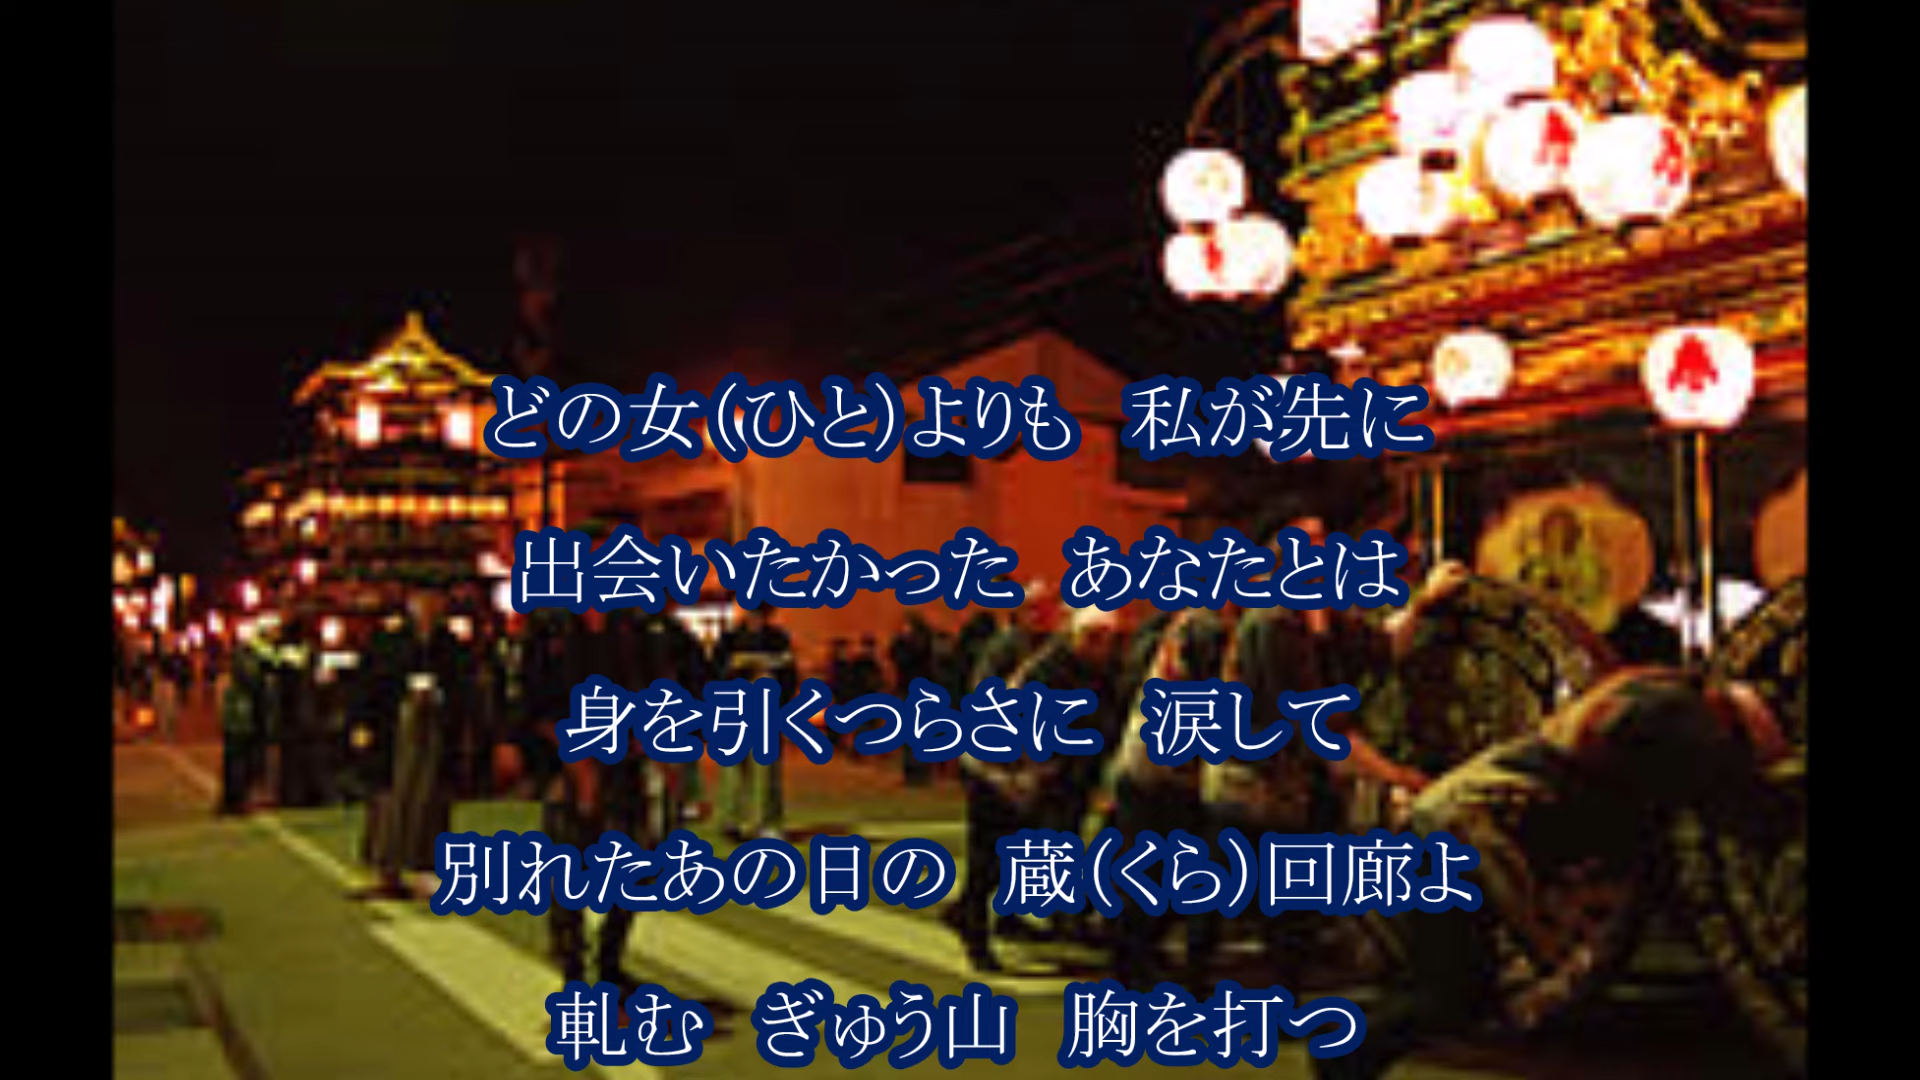 どの女（ひと）よりも　私が先に
出会いたかった　あなたとは
身を引くつらさに　涙して
別れたあの日の　蔵（くら）回廊よ
軋む　ぎゅう山　胸を打つ